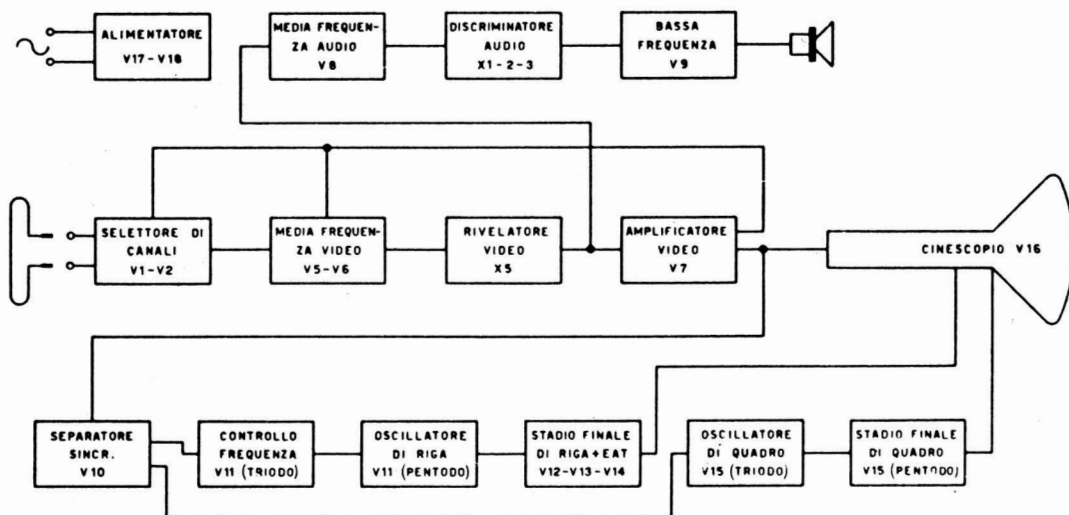 ALIMENTATORE
V17-V18
MEDIA FREQUEN-
ZA AUDIO
V8
DISCRIMINATORE
AUDIO
X1-2-3
BASSA
FREQUENZA
V9
SELETTORE DI
CANALI
V1-V2
MEDIA FREQUEN-
ZA VIDEO
V5-V6
RIVELATORE
VIDEO
X5
AMPLIFICATORE
VIDEO
V7
CINESCOPIO V16
SEPARATORE
SINCR.
V10
CONTROLLO
FREQUENZA
V11 (TRIODO)
OSCILLATORE
DI RIGA
V11 (PENTODO)
STADIO FINALE
DI RIGA+EAT
V12-V13-V14
OSCILLATORE
DI QUADRO
V15 (TRIODO)
STADIO FINALE
DI QUADRO
V15 (PENTODO)